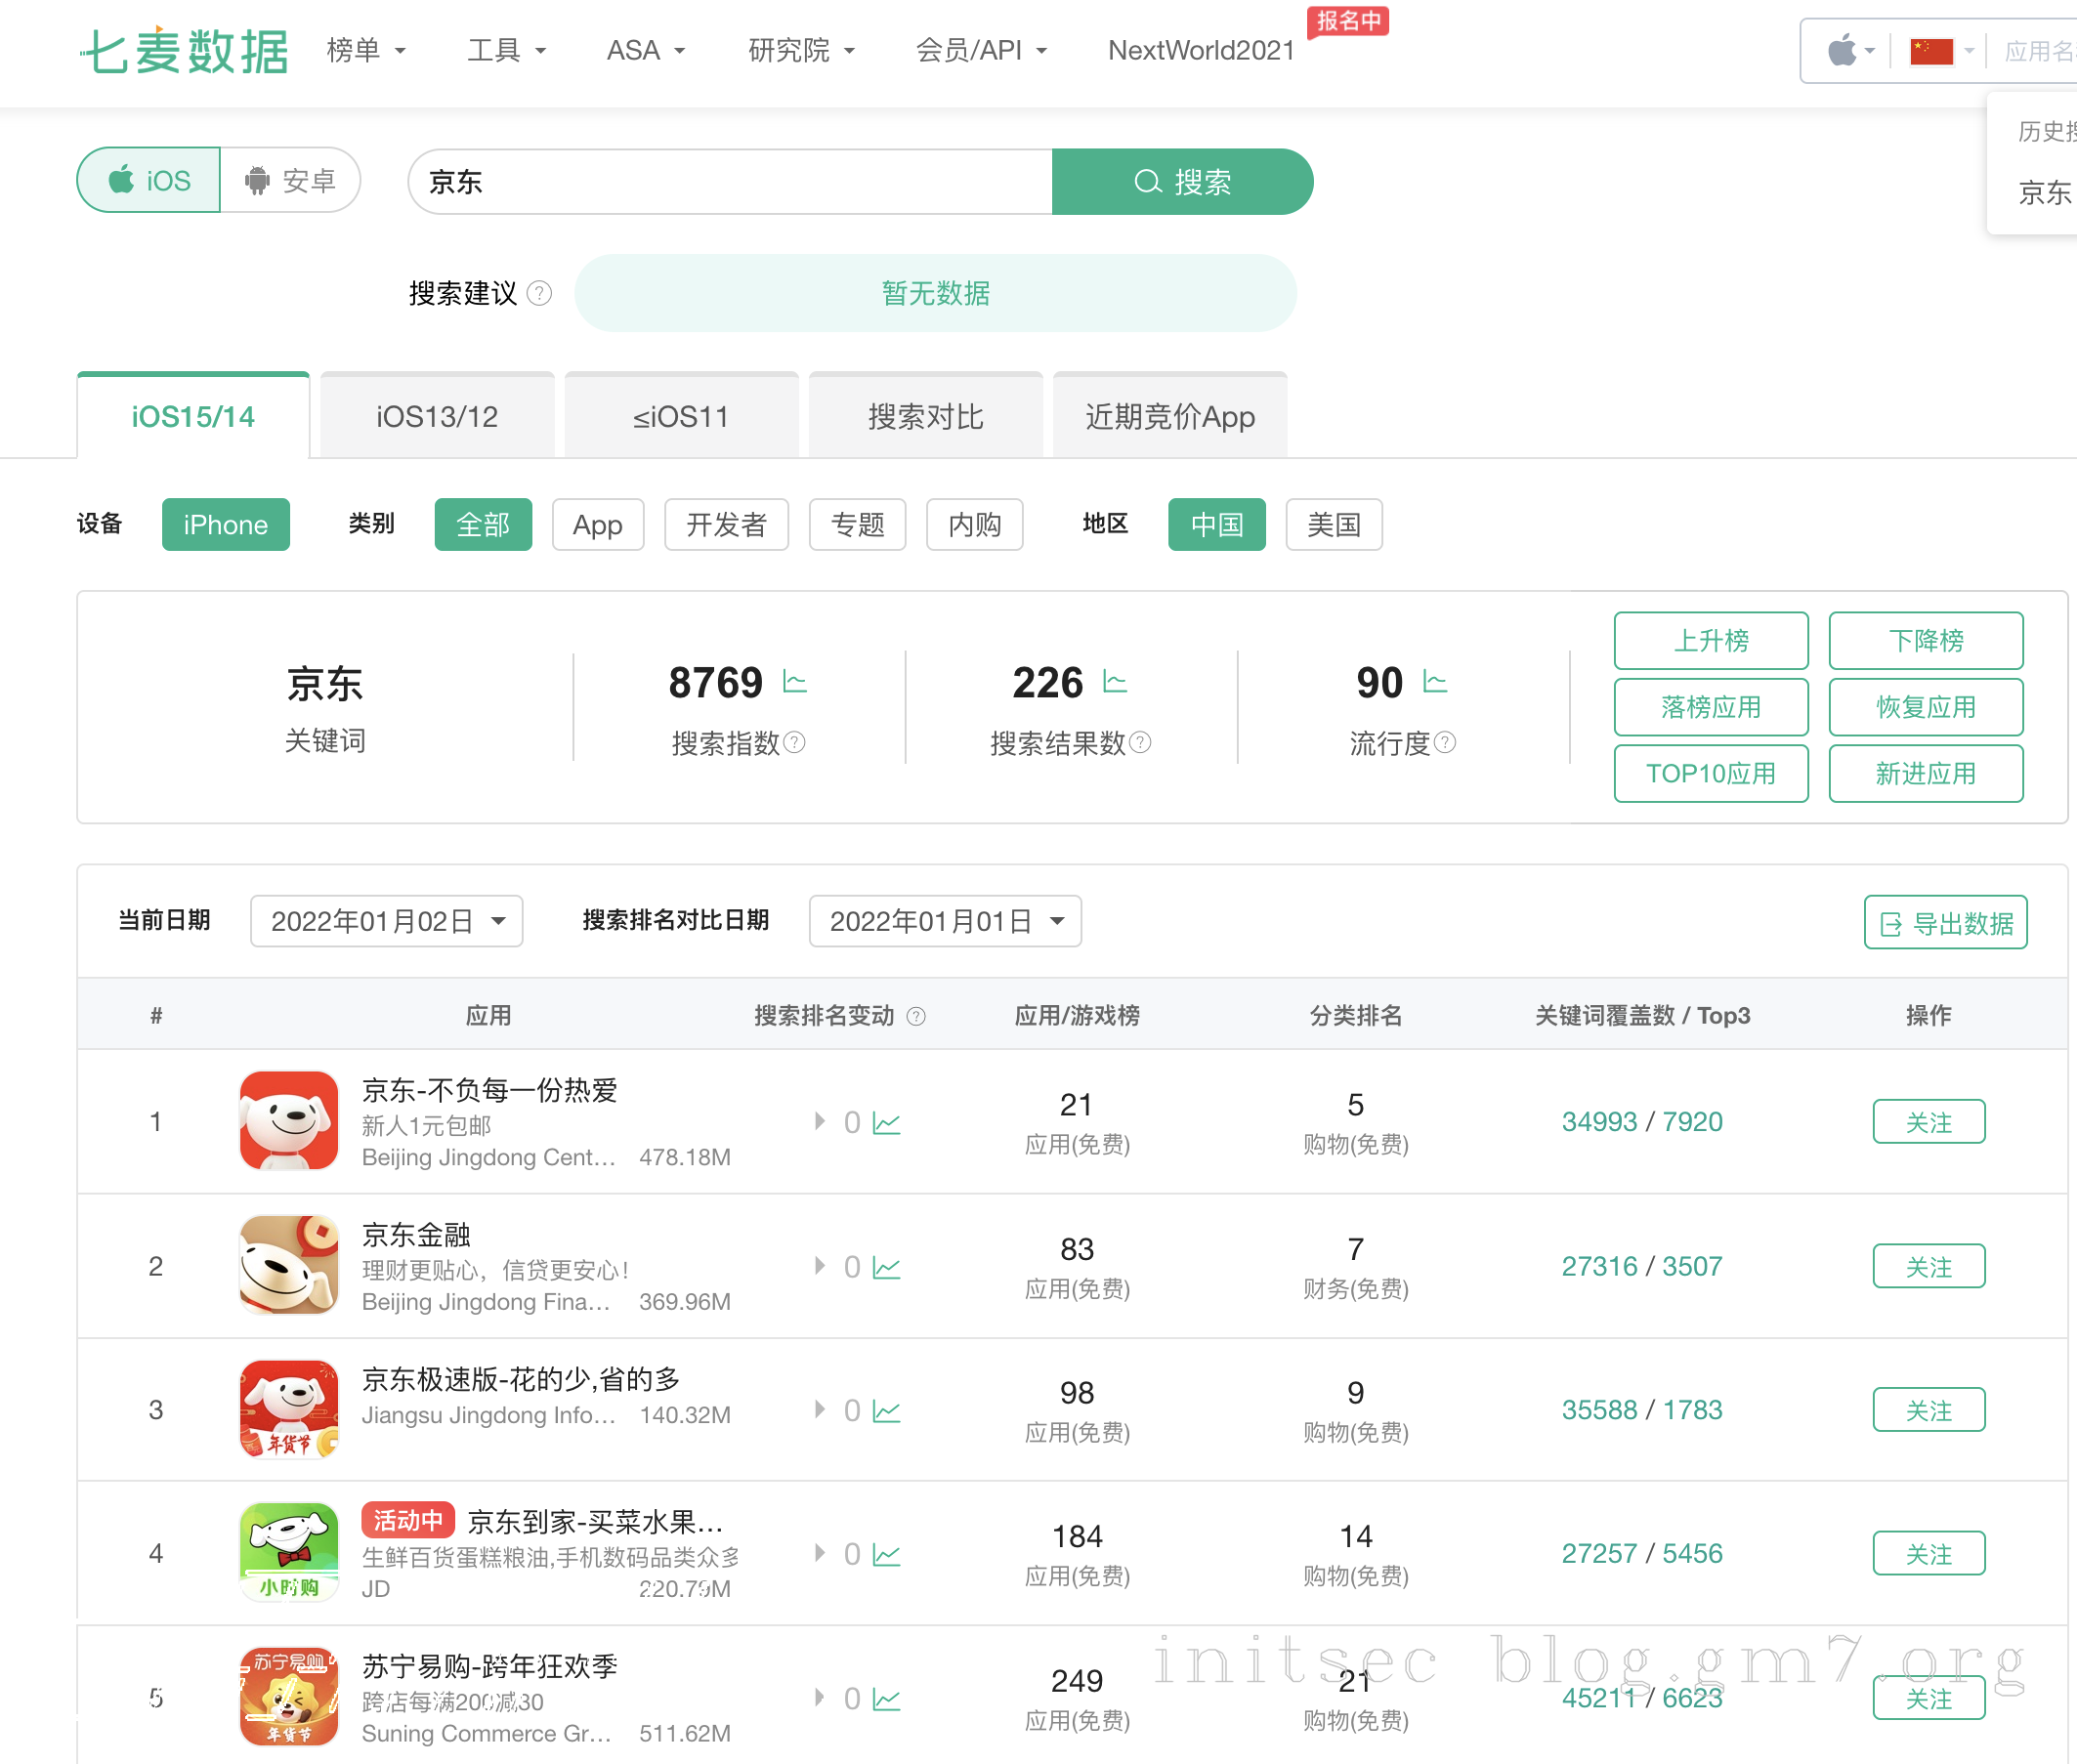 七麦数据 榜单 工具 ASA 研究院 会员/API NextWorld2021 报名中 应用名
历史搜
京东
iOS 安卓 京东 搜索
搜索建议 ? 暂无数据
iOS15/14 iOS13/12 ≤iOS11 搜索对比 近期竞价App
设备 iPhone 类别 全部 App 开发者 专题 内购 地区 中国 美国
京东 8769 226 90
关键词 搜索指数? 搜索结果数? 流行度?
上升榜 下降榜
落榜应用 恢复应用
TOP10应用 新进应用
当前日期 2022年01月02日 搜索排名对比日期 2022年01月01日 导出数据
# 应用 搜索排名变动 ? 应用/游戏榜 分类排名 关键词覆盖数 / Top3 操作
1 京东-不负每一份热爱 0 21 5 34993 / 7920 关注
新人1元包邮 应用(免费) 购物(免费)
Beijing Jingdong Cent... 478.18M
2 京东金融 0 83 7 27316 / 3507 关注
理财更贴心，信贷更安心！ 应用(免费) 财务(免费)
Beijing Jingdong Fina... 369.96M
3 京东极速版-花的少,省的多 0 98 9 35588 / 1783 关注
Jiangsu Jingdong Info... 140.32M 应用(免费) 购物(免费)
年货节
4 活动中 京东到家-买菜水果... 0 184 14 27257 / 5456 关注
生鲜百货蛋糕粮油,手机数码品类众多 应用(免费) 购物(免费)
小时购 JD 220.79M
5 苏宁易购 苏宁易购-跨年狂欢季 0 249 21 45211 / 6623 关注
跨店每满200减30 应用(免费) 购物(免费)
年货节 Suning Commerce Gr... 511.62M
initsec blog.gm7.org